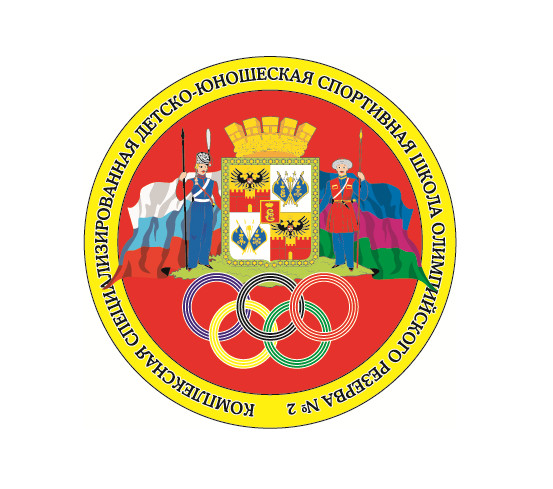 КОМПЛЕКСНАЯ СПЕЦИАЛИЗИРОВАННАЯ ДЕТСКО-ЮНОШЕСКАЯ СПОРТИВНАЯ ШКОЛА ОЛИМПИЙСКОГО РЕЗЕРВА № 2